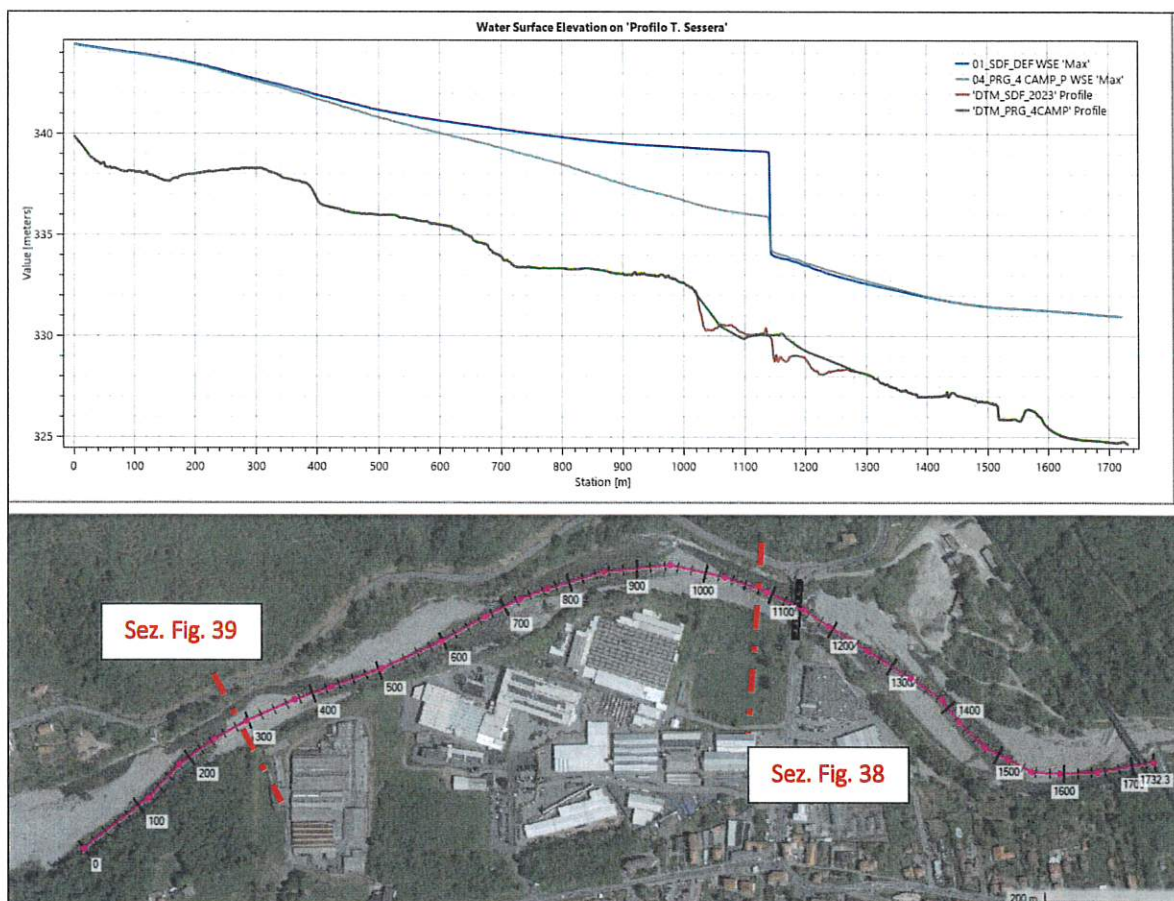 Water Surface Elevation on 'Profilo T. Sessera'
01_SDF_DEF WSE 'Max'
04_PRG_4 CAMP_P WSE 'Max'
'DTM_SDF_2023' Profile
'DTM_PRG_4CAMP' Profile
Value [meters]
340
335
330
325
0 100 200 300 400 500 600 700 800 900 1000 1100 1200 1300 1400 1500 1600 1700
Station [m]
Sez. Fig. 39
Sez. Fig. 38
0
100
200
300
400
500
600
700
800
900
1000
1100
1200
1300
1400
1500
1600
1732.3
200 m